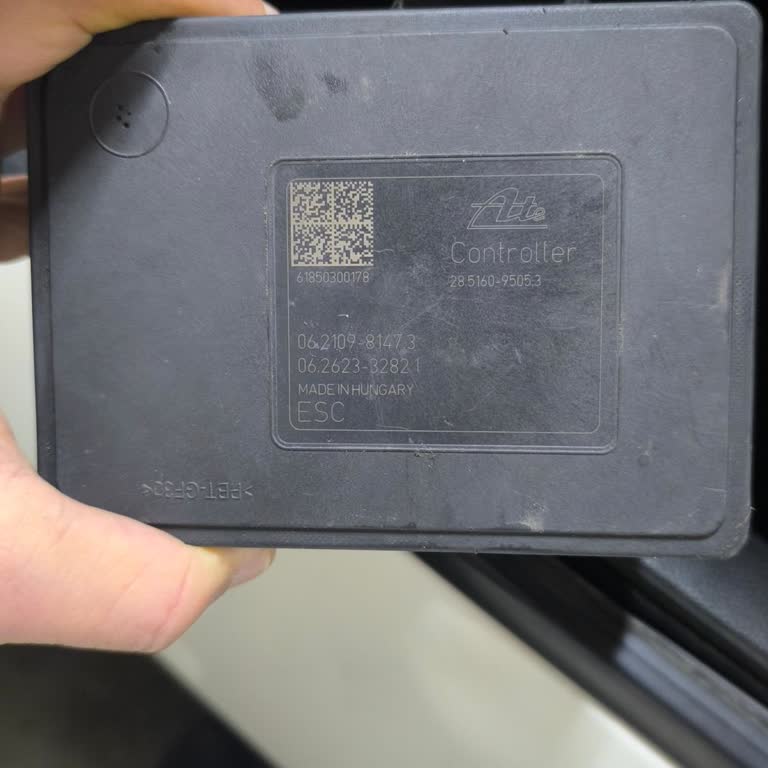 Ate
Controller
61850300178
28.5160-9505.3
06.2109-8147.3
06.2623-3282.1
MADE IN HUNGARY
ESC
>PBT-GF30<